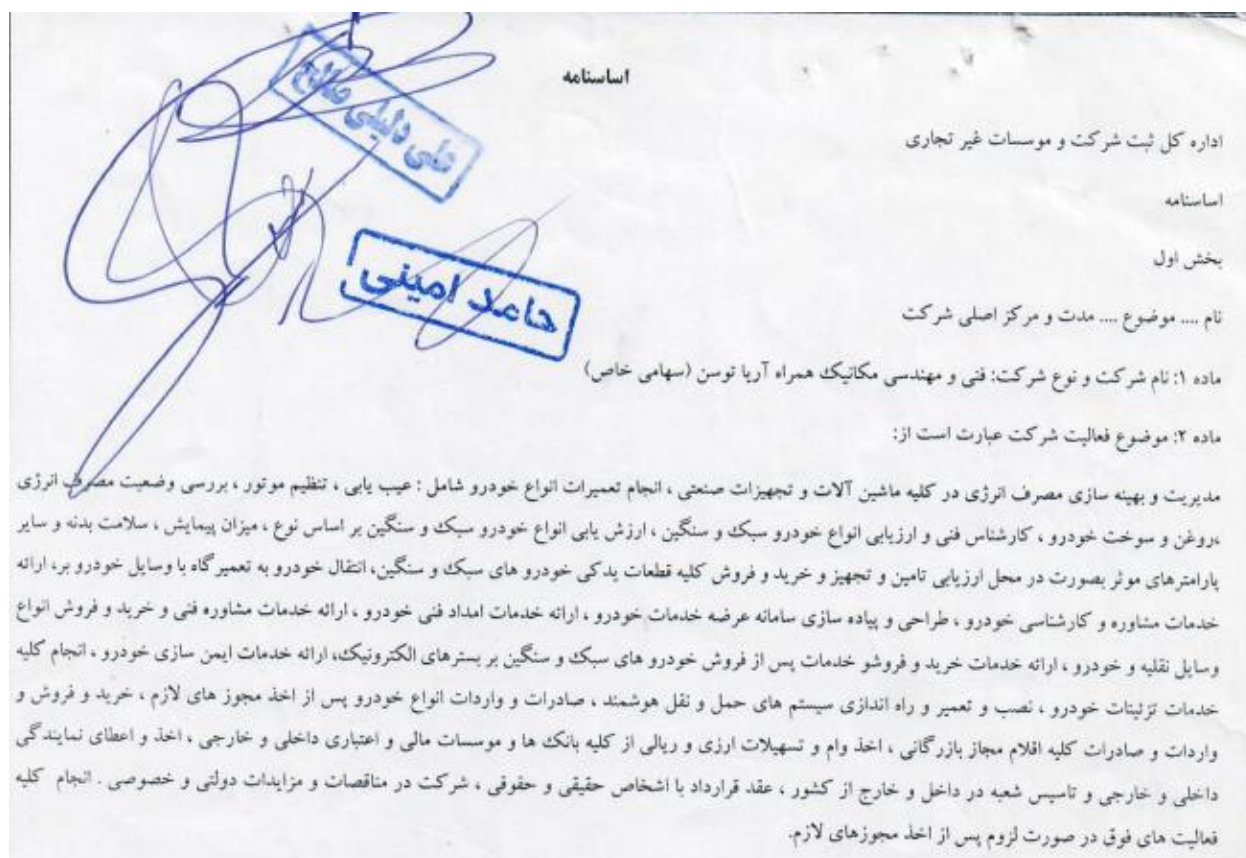 اساسنامه
علی دلیلی صالح
حامد امینی
اداره کل ثبت شرکت و موسسات غیر تجاری
اساسنامه
بخش اول
نام .... موضوع .... مدت و مرکز اصلی شرکت
ماده ۱: نام شرکت و نوع شرکت: فنی و مهندسی مکانیک همراه آریا توسن (سهامی خاص)
ماده ۲: موضوع فعالیت شرکت عبارت است از:
مدیریت و بهینه سازی مصرف انرژی در کلیه ماشین آلات و تجهیزات صنعتی ، انجام تعمیرات انواع خودرو شامل : عیب یابی ، تنظیم موتور ، بررسی وضعیت مصرف انرژی
،روغن و سوخت خودرو ، کارشناس فنی و ارزیابی انواع خودرو سبک و سنگین ، ارزش یابی انواع خودرو سبک و سنگین بر اساس نوع ، میزان پیمایش ، سلامت بدنه و سایر
پارامترهای موثر بصورت در محل ارزیابی تامین و تجهیز و خرید و فروش کلیه قطعات یدکی خودرو های سبک و سنگین، انتقال خودرو به تعمیرگاه با وسایل خودرو بر، ارائه
خدمات مشاوره و کارشناسی خودرو ، طراحی و پیاده سازی سامانه عرضه خدمات خودرو ، ارائه خدمات امداد فنی خودرو ، ارائه خدمات مشاوره فنی و خرید و فروش انواع
وسایل نقلیه و خودرو ، ارائه خدمات خرید و فروشو خدمات پس از فروش خودرو های سبک و سنگین بر بسترهای الکترونیک، ارائه خدمات ایمن سازی خودرو ، انجام کلیه
خدمات تزئینات خودرو ، نصب و تعمیر و راه اندازی سیستم های حمل و نقل هوشمند ، صادرات و واردات انواع خودرو پس از اخذ مجوز های لازم ، خرید و فروش و
واردات و صادرات کلیه اقلام مجاز بازرگانی ، اخذ وام و تسهیلات ارزی و ریالی از کلیه بانک ها و موسسات مالی و اعتباری داخلی و خارجی ، اخذ و اعطای نمایندگی
داخلی و خارجی و تاسیس شعبه در داخل و خارج از کشور ، عقد قرارداد با اشخاص حقیقی و حقوقی ، شرکت در مناقصات و مزایدات دولتی و خصوصی . انجام کلیه
فعالیت های فوق در صورت لزوم پس از اخذ مجوزهای لازم.